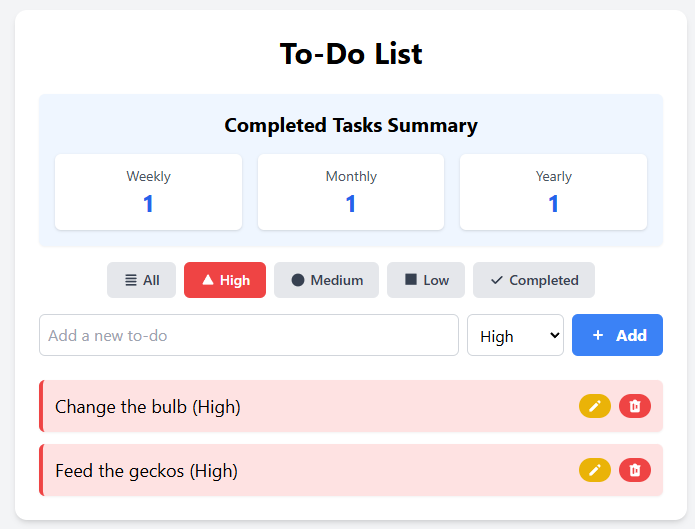 To-Do List
Completed Tasks Summary
Weekly Monthly Yearly
1 1 1
All High Medium Low Completed
Add a new to-do High Add
Change the bulb (High)
Feed the geckos (High)